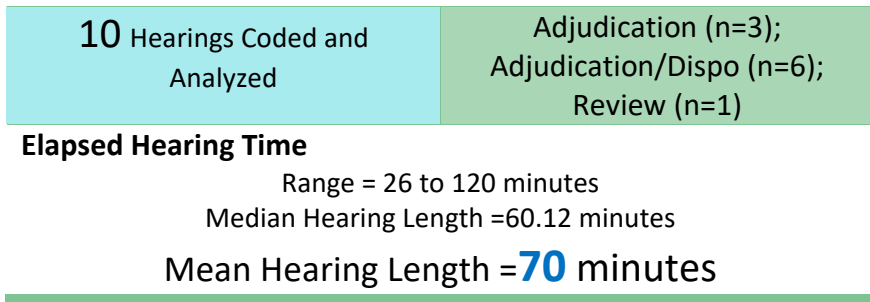 10 Hearings Coded and
Analyzed
Adjudication (n=3);
Adjudication/Dispo (n=6);
Review (n=1)
Elapsed Hearing Time
Range = 26 to 120 minutes
Median Hearing Length =60.12 minutes
Mean Hearing Length =70 minutes